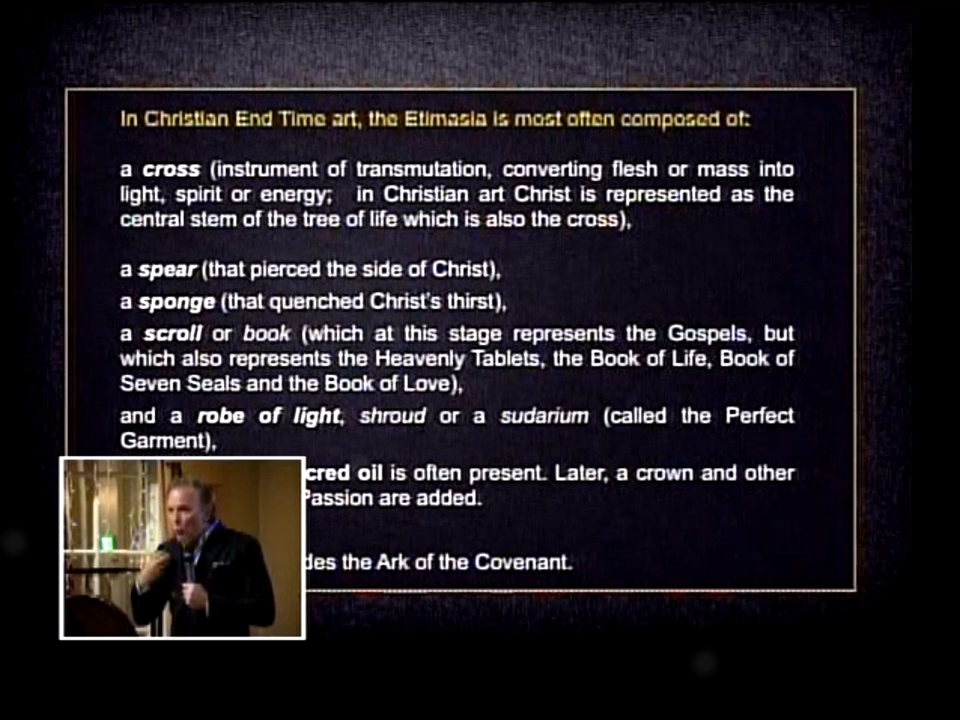 In Christian End Time art, the Etimasia is most often composed of:
a cross (instrument of transmutation, converting flesh or mass into
light, spirit or energy; in Christian art Christ is represented as the
central stem of the tree of life which is also the cross),
a spear (that pierced the side of Christ),
a sponge (that quenched Christ's thirst),
a scroll or book (which at this stage represents the Gospels, but
which also represents the Heavenly Tablets, the Book of Life, Book of
Seven Seals and the Book of Love),
and a robe of light, shroud or a sudarium (called the Perfect
Garment),
oil is often present. Later, a crown and other
Passion are added.
the Ark of the Covenant.